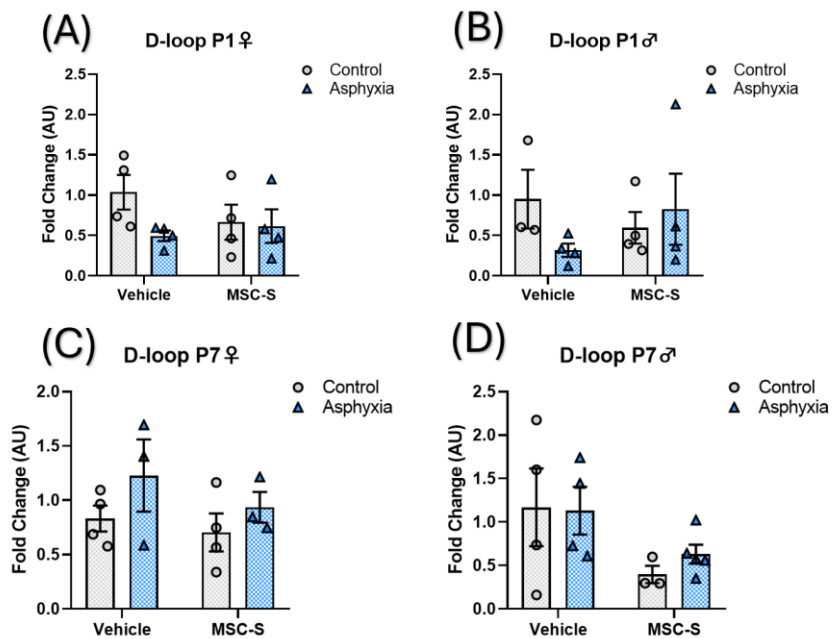 (A)
D-loop P1♀
Control
Asphyxia
Fold Change (AU)
2.5
2.0
1.5
1.0
0.5
0.0
Vehicle MSC-S
(B)
D-loop P1♂
Control
Asphyxia
Fold Change (AU)
2.5
2.0
1.5
1.0
0.5
0.0
Vehicle MSC-S
(C)
D-loop P7♀
Control
Asphyxia
Fold Change (AU)
2.0
1.5
1.0
0.5
0.0
Vehicle MSC-S
(D)
D-loop P7♂
Control
Asphyxia
Fold Change (AU)
2.5
2.0
1.5
1.0
0.5
0.0
Vehicle MSC-S